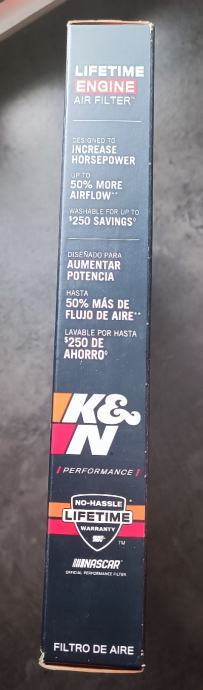 LIFETIME
ENGINE
AIR FILTER™
DESIGNED TO
INCREASE
HORSEPOWER
UP TO
50% MORE
AIRFLOW**
WASHABLE FOR UP TO
$250 SAVINGS◊
DISEÑADO PARA
AUMENTAR
POTENCIA
HASTA
50% MÁS DE
FLUJO DE AIRE**
LAVABLE POR HASTA
$250 DE
AHORRO◊
K&
N
PERFORMANCE
NO-HASSLE
LIFETIME
WARRANTY
K&N
TM
NASCAR
OFFICIAL PERFORMANCE FILTER
FILTRO DE AIRE